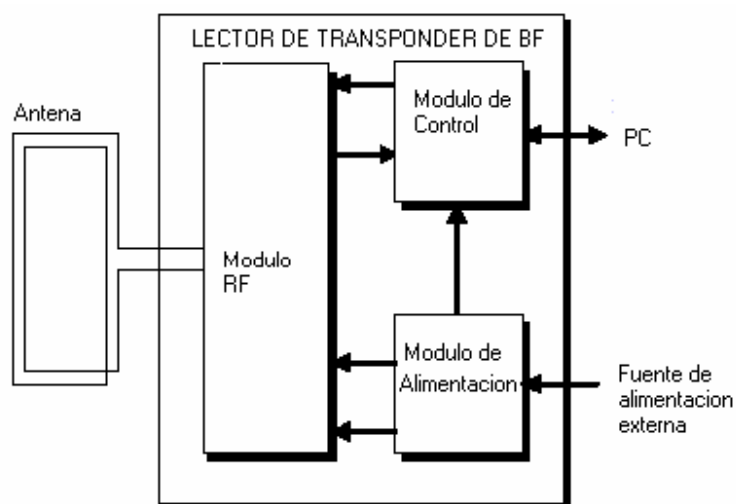 LECTOR DE TRANSPONDER DE BF
Antena
Modulo de
Control
PC
Modulo
RF
Modulo de
Alimentacion
Fuente de
alimentacion
externa